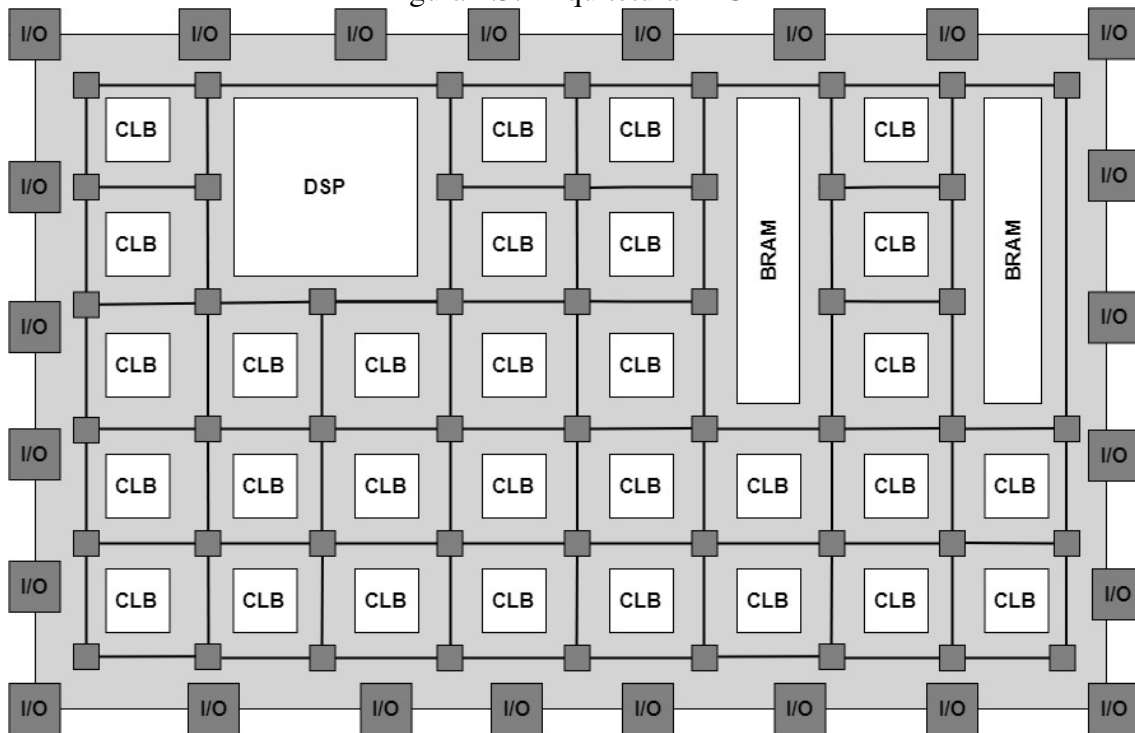 I/O I/O I/O I/O I/O I/O I/O I/O
CLB CLB CLB CLB
I/O DSP I/O
CLB CLB CLB BRAM CLB BRAM
I/O I/O
CLB CLB CLB CLB CLB CLB
I/O I/O
CLB CLB CLB CLB CLB CLB CLB CLB
I/O CLB CLB CLB CLB CLB CLB CLB CLB I/O
I/O I/O I/O I/O I/O I/O I/O I/O